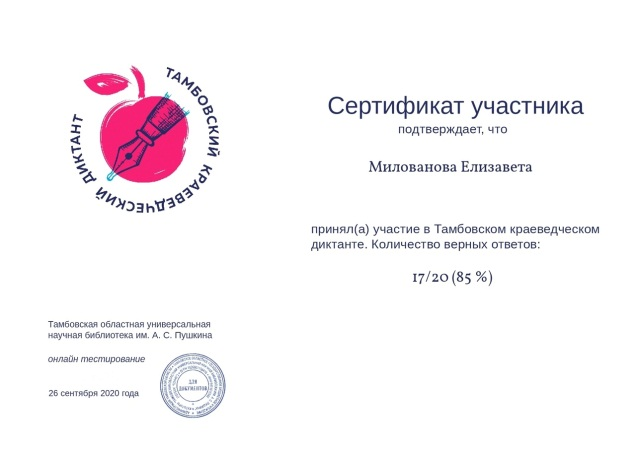 ТАМБОВСКИЙ КРАЕВЕДЧЕСКИЙ ДИКТАНТ
Сертификат участника
подтверждает, что
Милованова Елизавета
принял(а) участие в Тамбовском краеведческом
диктанте. Количество верных ответов:
17/20 (85 %)
Тамбовская областная универсальная
научная библиотека им. А. С. Пушкина
онлайн тестирование
26 сентября 2020 года
ДЛЯ
ДОКУМЕНТОВ